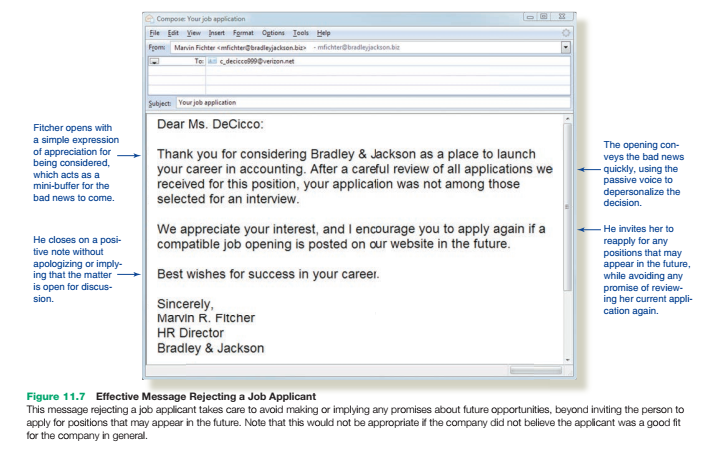 Compose: Your job application
File Edit View Insert Format Options Tools Help
From: Marvin Fichter <mfichter@bradleyjackson.biz> - mfichter@bradleyjackson.biz
To: c_decicco999@verizon.net
Subject: Your job application
Dear Ms. DeCicco:
Thank you for considering Bradley & Jackson as a place to launch
your career in accounting. After a careful review of all applications we
received for this position, your application was not among those
selected for an interview.
We appreciate your interest, and I encourage you to apply again if a
compatible job opening is posted on our website in the future.
Best wishes for success in your career.
Sincerely,
Marvin R. Fitcher
HR Director
Bradley & Jackson
Fitcher opens with
a simple expression
of appreciation for
being considered,
which acts as a
mini-buffer for the
bad news to come.
He closes on a posi-
tive note without
apologizing or imply-
ing that the matter
is open for discus-
sion.
The opening con-
veys the bad news
quickly, using the
passive voice to
depersonalize the
decision.
He invites her to
reapply for any
positions that may
appear in the future,
while avoiding any
promise of review-
ing her current appli-
cation again.
Figure 11.7 Effective Message Rejecting a Job Applicant
This message rejecting a job applicant takes care to avoid making or implying any promises about future opportunities, beyond inviting the person to
apply for positions that may appear in the future. Note that this would not be appropriate if the company did not believe the applicant was a good fit
for the company in general.